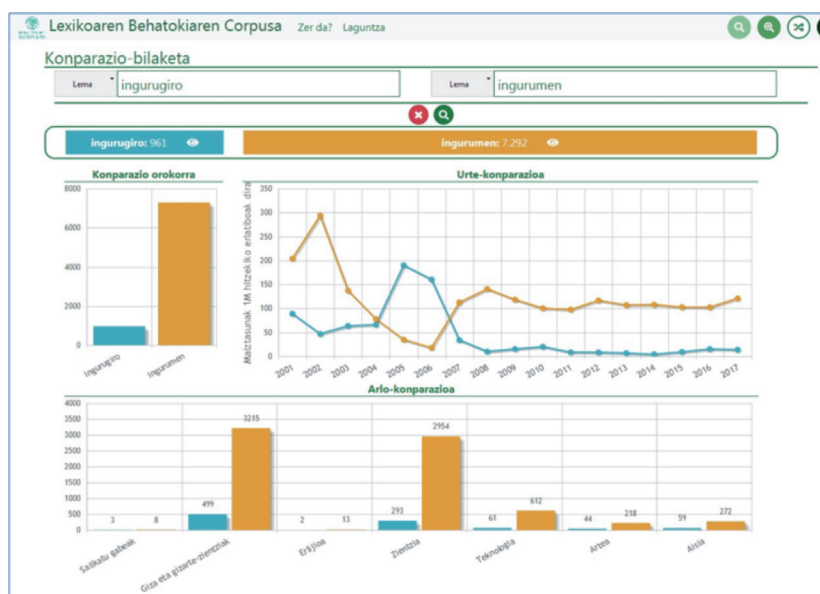 Lexikoaren Behatokiaren Corpusa Zer da? Laguntza
Konparazio-bilaketa
Lema ingurugiro Lema ingurumen
ingurugiro: 961 ingurumen: 7.292
Konparazio orokorra
8000
6000
4000
2000
0
ingurugiro ingurumen
Urte-konparazioa
Maiztasunak 1M hitzekiko erlatiboak dira
350
300
250
200
150
100
50
0
2001 2002 2003 2004 2005 2006 2007 2008 2009 2010 2011 2012 2013 2014 2015 2016 2017
Arlo-konparazioa
4000
3500
3000
2500
2000
1500
1000
500
0
3 8 499 3215 2 13 293 2954 61 612 44 218 59 272
Sailkatu gabeak Giza eta gizarte-zientziak Erlijioa Zientzia Teknologia Artea Aisia